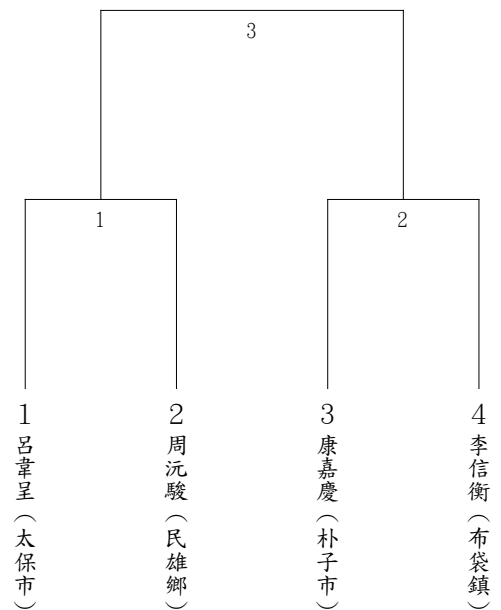 3
1
2
1 呂韋呈（太保市）
2 周沅駿（民雄鄉）
3 康嘉慶（朴子市）
4 李信衡（布袋鎮）